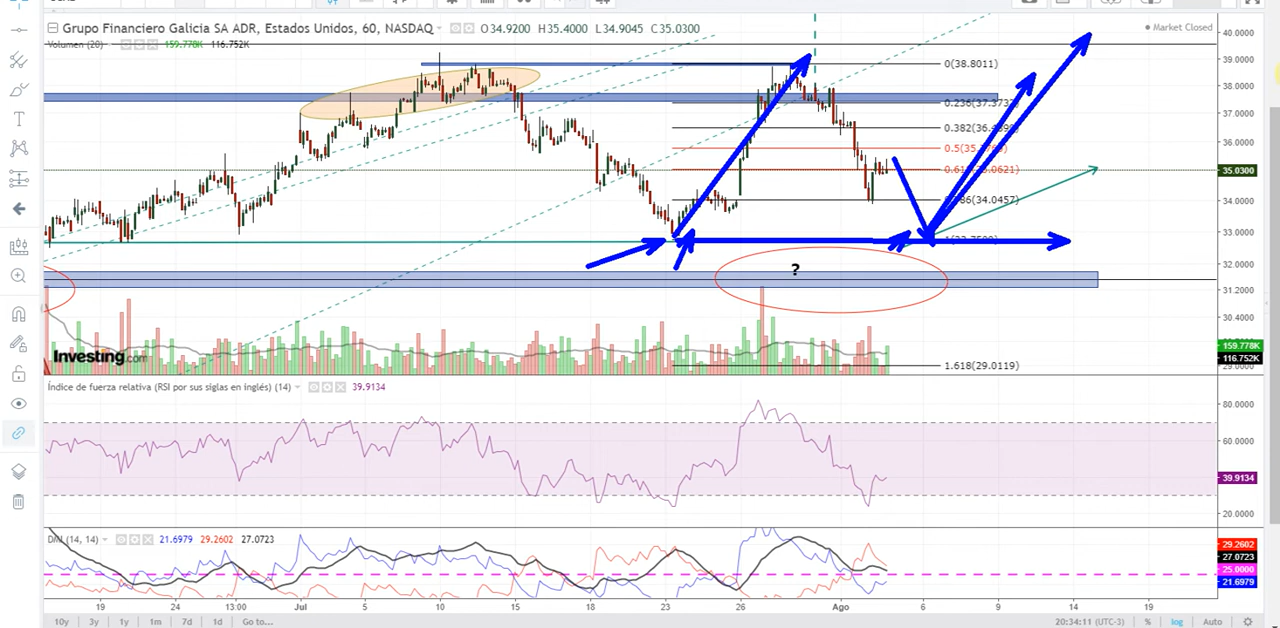 Grupo Financiero Galicia SA ADR, Estados Unidos, 60, NASDAQ O34.9200 H35.4000 L34.9045 C35.0300
Market Closed
Volumen (20) 159.778K 116.752K
40.0000
39.0000
38.0000
37.0000
36.0000
35.0300
34.0000
33.0000
32.0000
31.2000
30.4000
159.778K
116.752K
29.0000
0(38.8011)
0.236(37.3732)
0.382(36.4899)
1.618(29.0119)
?
Investing.com
Índice de fuerza relativa (RSI por sus siglas en inglés) (14) 39.9134
80.0000
60.0000
39.9134
20.0000
DMI (14, 14) 21.6979 29.2602 27.0723
29.2602
27.0723
25.0000
21.6979
19 24 13:00 Jul 5 10 15 18 23 26 Ago 6 9 14 19
10y 3y 1y 1m 7d 1d Go to... 20:34:11 (UTC-3) % log Auto